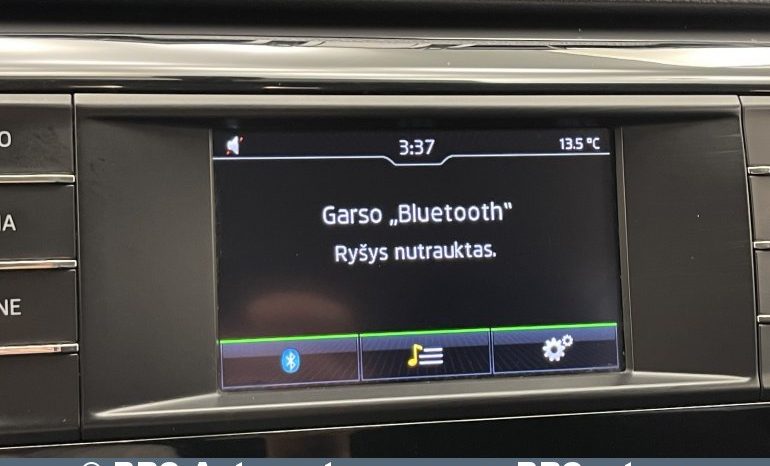 3:37
13.5 °C
Garso „Bluetooth"
Ryšys nutrauktas.